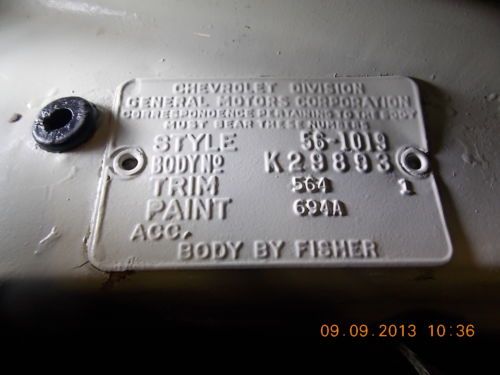 CHEVROLET DIVISION
GENERAL MOTORS CORPORATION
CORRESPONDENCE PERTAINING TO THE BODY
MUST BEAR THESE NUMBERS
STYLE 56-1019
BODY NO K29893
TRIM 564 1
PAINT 694A
ACC.
BODY BY FISHER
09.09.2013 10:36